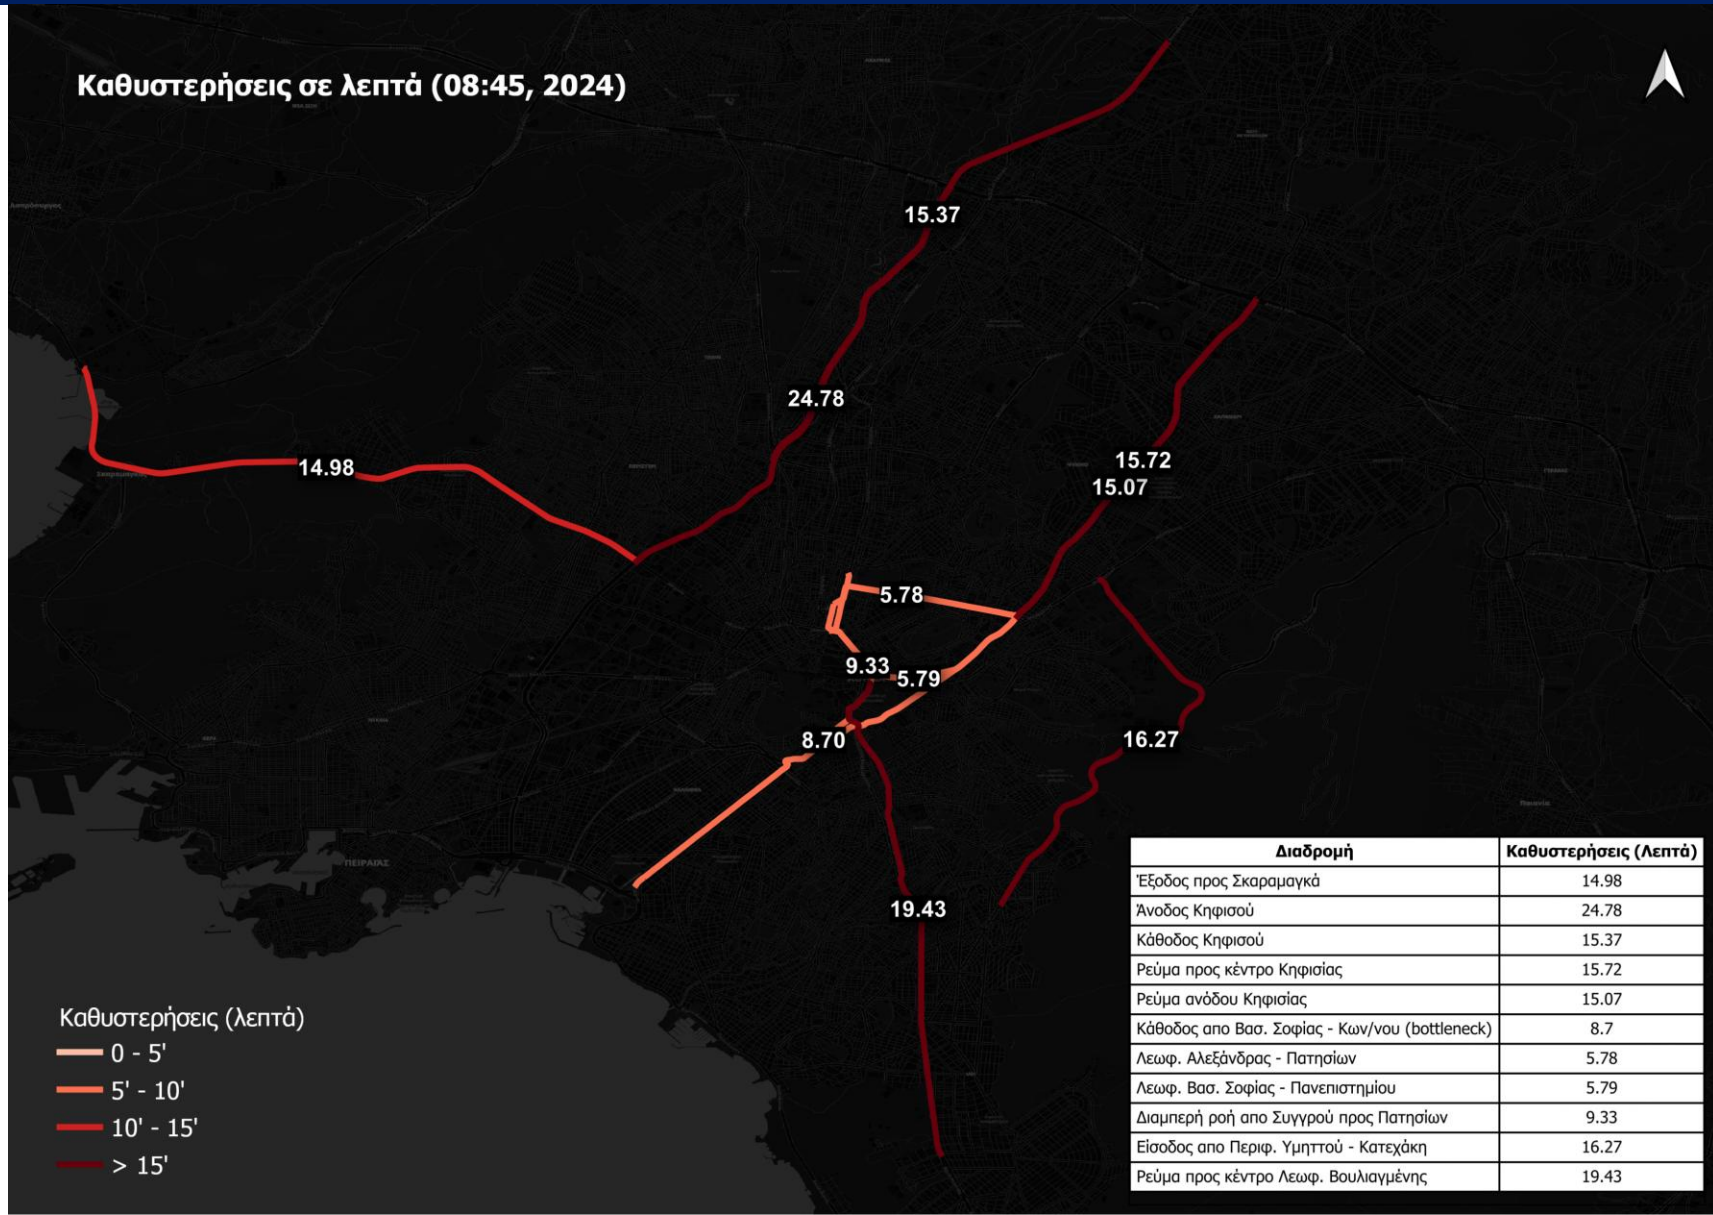 Καθυστερήσεις σε λεπτά (08:45, 2024)
15.37
24.78
15.72
14.98
15.07
5.78
9.33
5.79
8.70
16.27
ΠΕΙΡΑΙΑΣ
19.43
Καθυστερήσεις (λεπτά)
0 - 5'
5' - 10'
10' - 15'
> 15'
Διαδρομή Καθυστερήσεις (Λεπτά)
Έξοδος προς Σκαραμαγκά 14.98
Άνοδος Κηφισού 24.78
Κάθοδος Κηφισού 15.37
Ρεύμα προς κέντρο Κηφισίας 15.72
Ρεύμα ανόδου Κηφισίας 15.07
Κάθοδος απο Βασ. Σοφίας - Κων/νου (bottleneck) 8.7
Λεωφ. Αλεξάνδρας - Πατησίων 5.78
Λεωφ. Βασ. Σοφίας - Πανεπιστημίου 5.79
Διαμπερή ροή απο Συγγρού προς Πατησίων 9.33
Είσοδος απο Περιφ. Υμηττού - Κατεχάκη 16.27
Ρεύμα προς κέντρο Λεωφ. Βουλιαγμένης 19.43